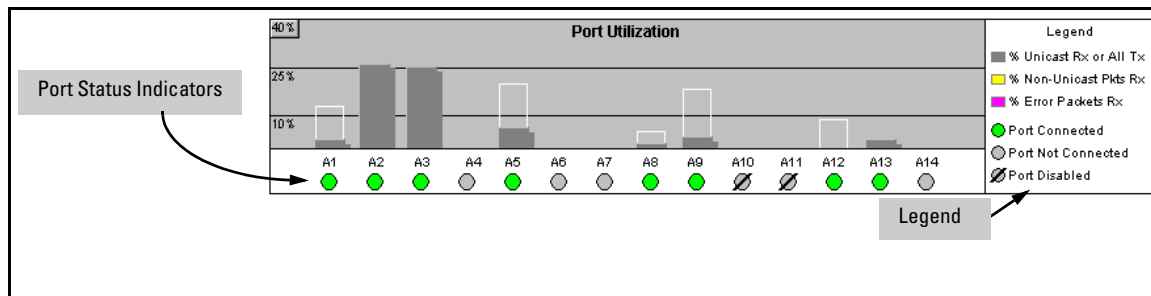 40%
Port Utilization
25%
10%
A1 A2 A3 A4 A5 A6 A7 A8 A9 A10 A11 A12 A13 A14
Port Status Indicators
Legend
% Unicast Rx or All Tx
% Non-Unicast Pkts Rx
% Error Packets Rx
Port Connected
Port Not Connected
Port Disabled
Legend